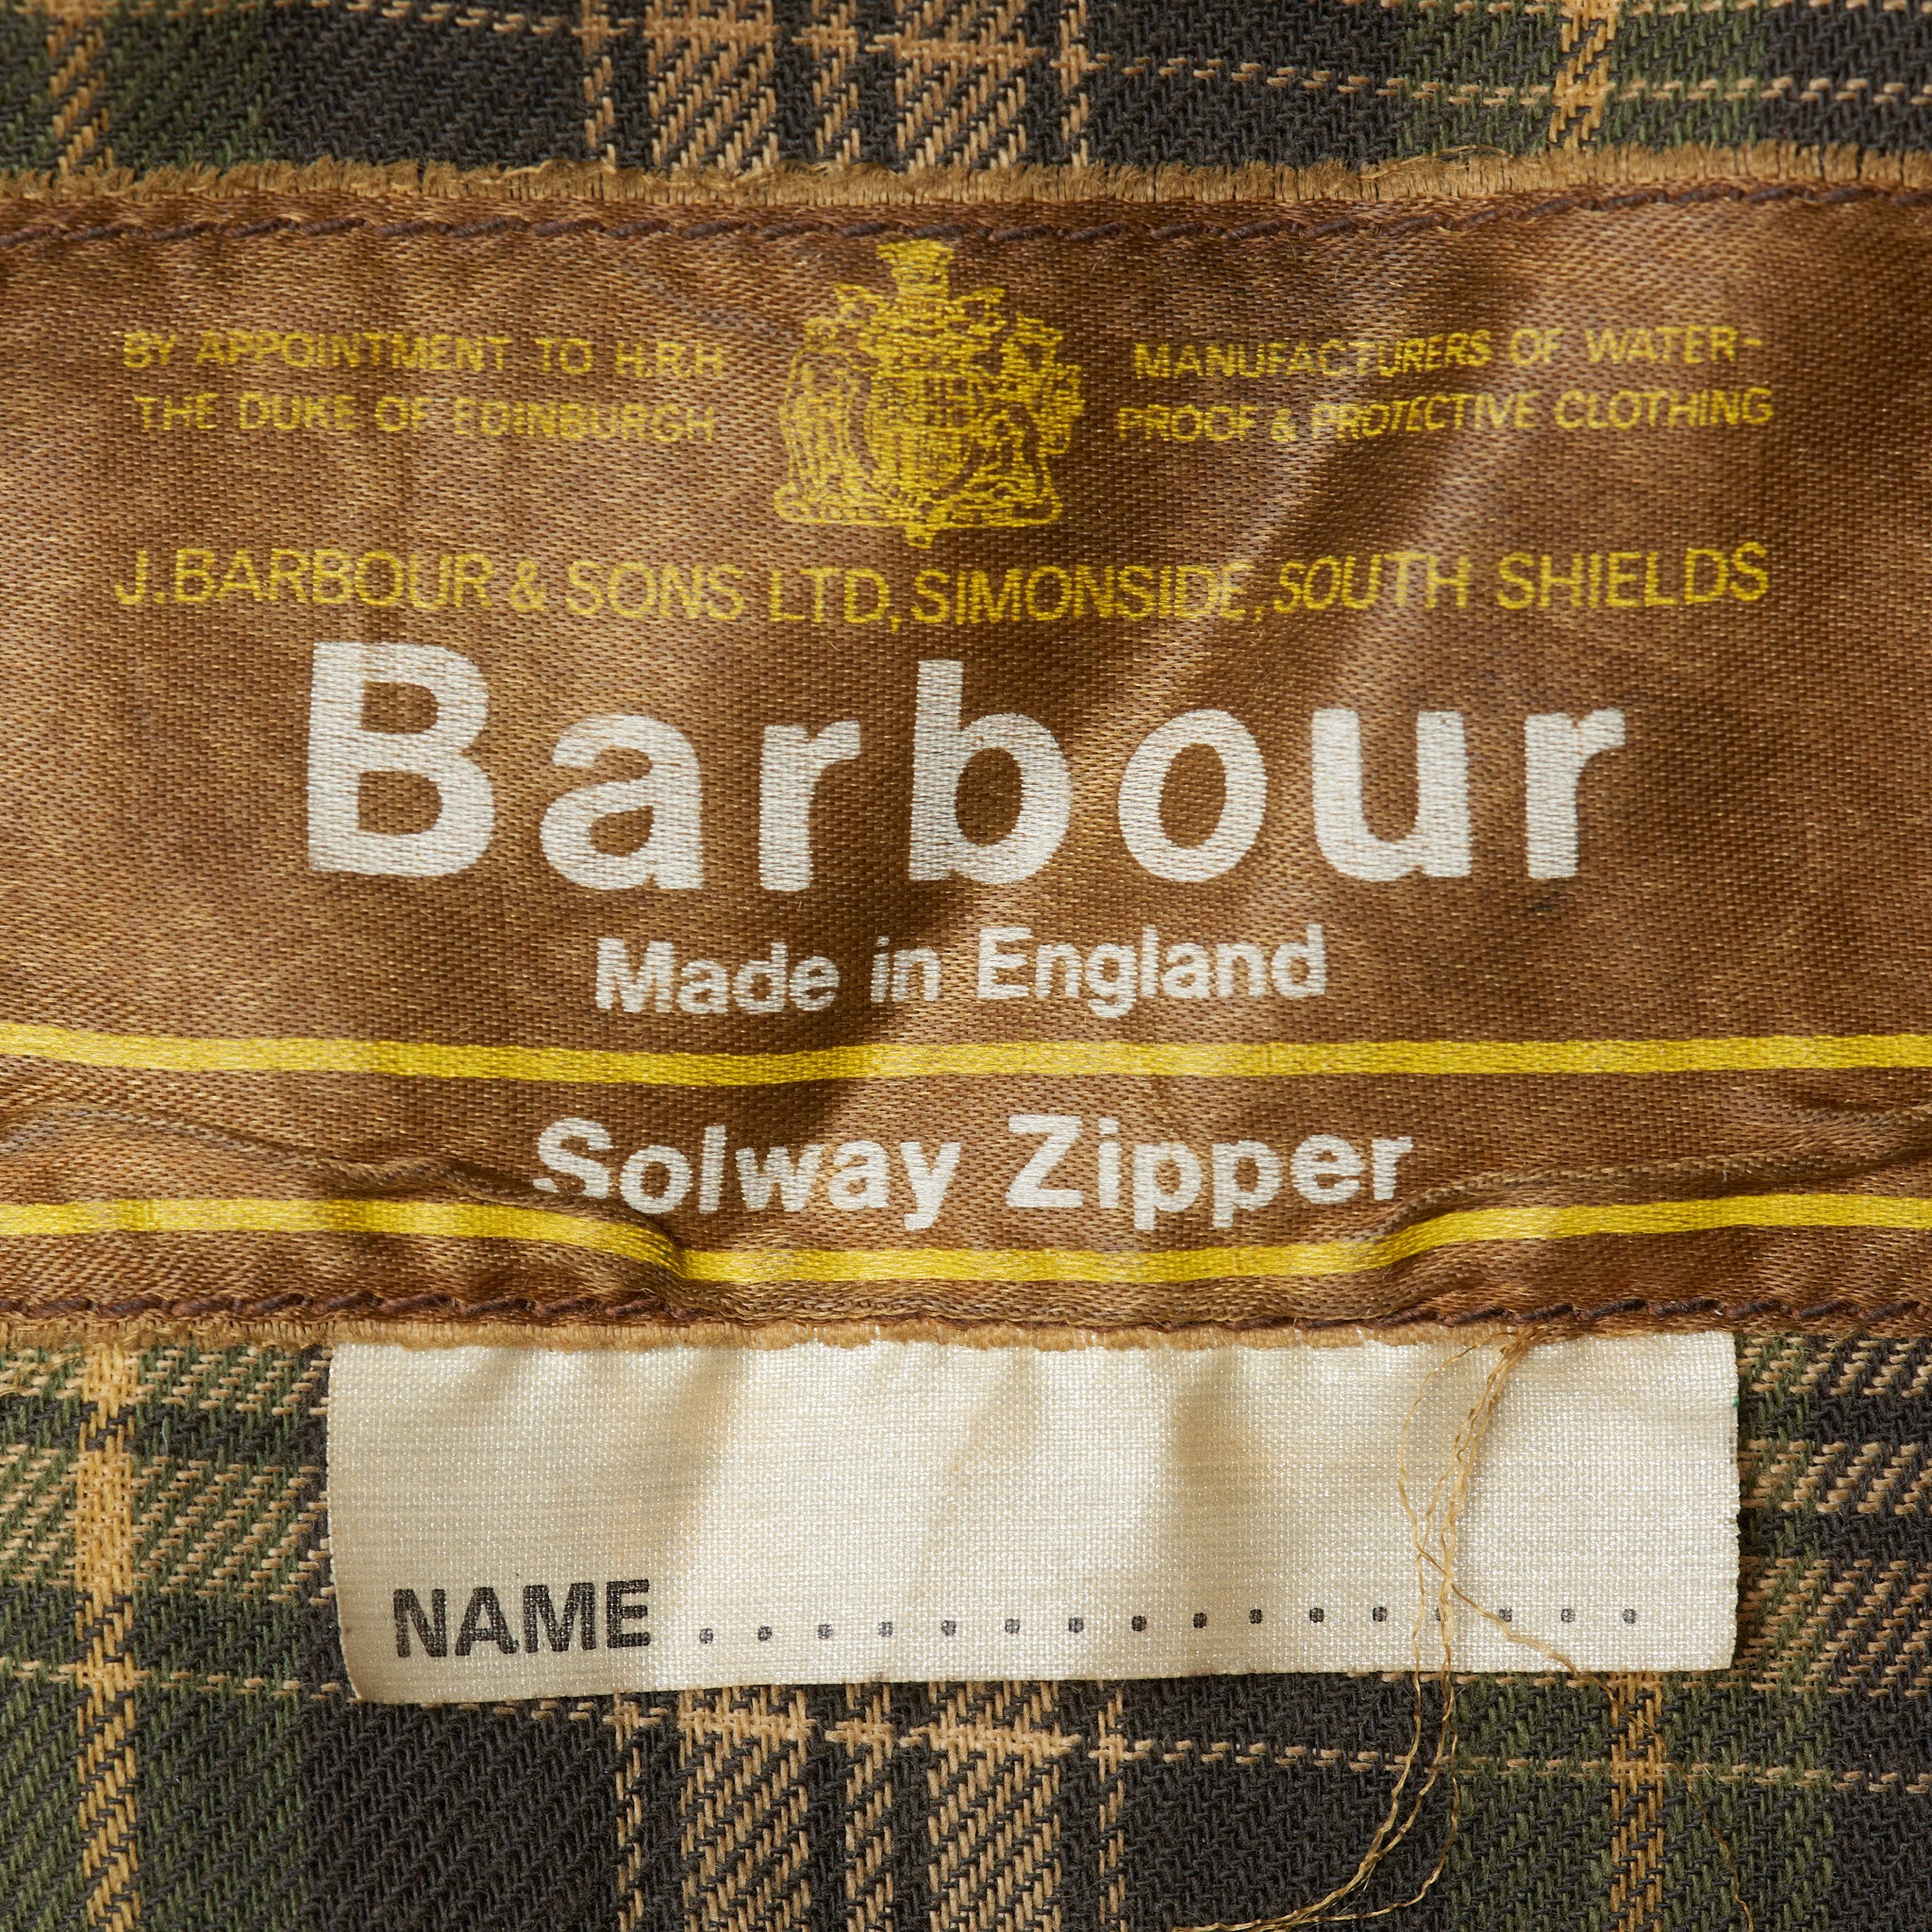 BY APPOINTMENT TO H.R.H
THE DUKE OF EDINBURGH
MANUFACTURERS OF WATER-
PROOF & PROTECTIVE CLOTHING
J.BARBOUR & SONS LTD, SIMONSIDE, SOUTH SHIELDS
Barbour
Made in England
Solway Zipper
NAME ................